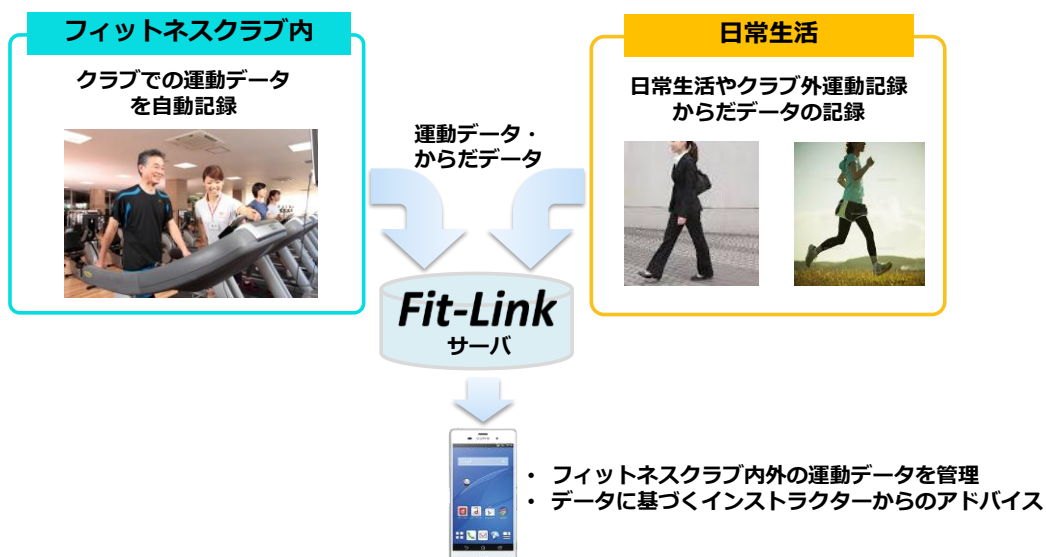 フィットネスクラブ内
クラブでの運動データ
を自動記録
運動データ・
からだデータ
日常生活
日常生活やクラブ外運動記録
からだデータの記録
Fit-Link
サーバ
・ フィットネスクラブ内外の運動データを管理
・ データに基づくインストラクターからのアドバイス